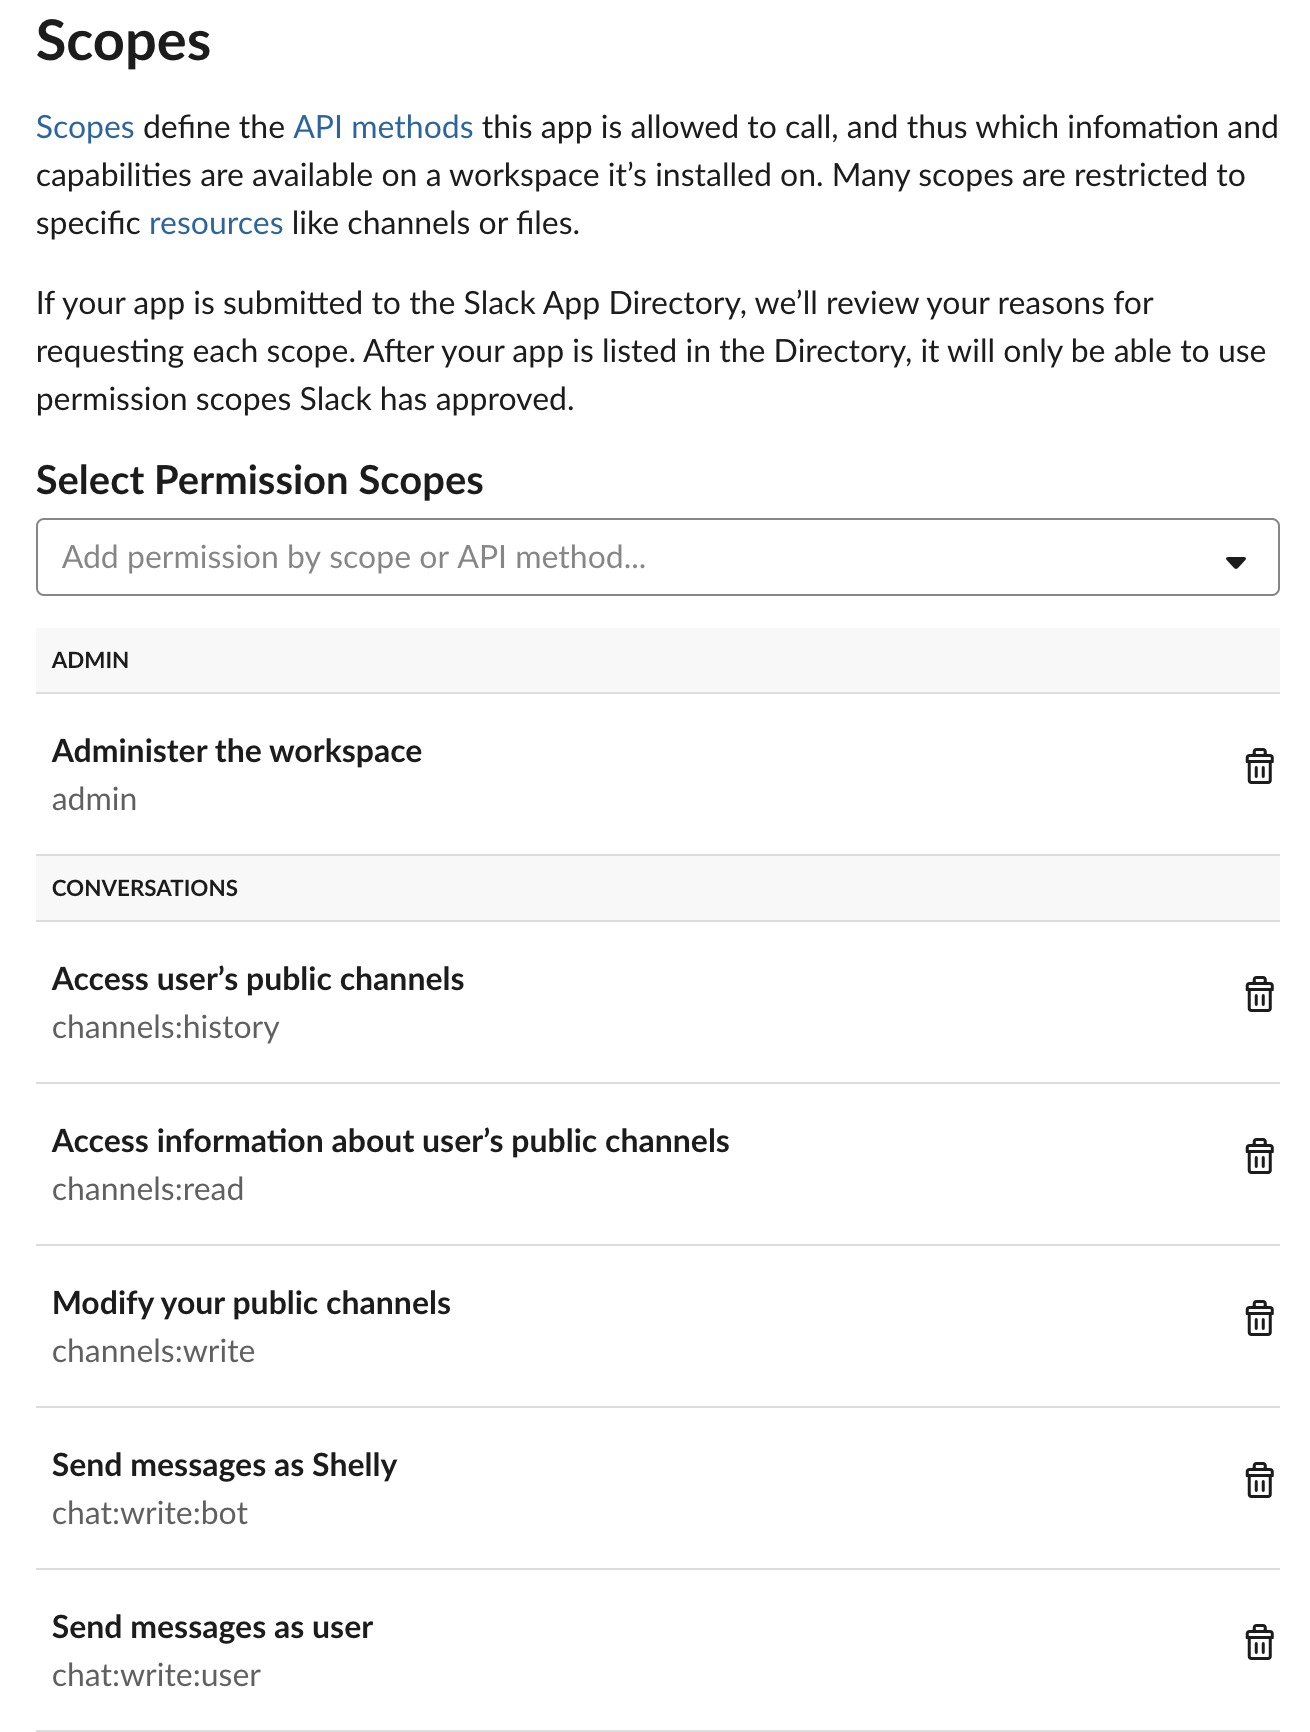 Scopes
Scopes define the API methods this app is allowed to call, and thus which infomation and
capabilities are available on a workspace it’s installed on. Many scopes are restricted to
specific resources like channels or files.
If your app is submitted to the Slack App Directory, we’ll review your reasons for
requesting each scope. After your app is listed in the Directory, it will only be able to use
permission scopes Slack has approved.
Select Permission Scopes
Add permission by scope or API method...
ADMIN
Administer the workspace
admin
CONVERSATIONS
Access user’s public channels
channels:history
Access information about user’s public channels
channels:read
Modify your public channels
channels:write
Send messages as Shelly
chat:write:bot
Send messages as user
chat:write:user